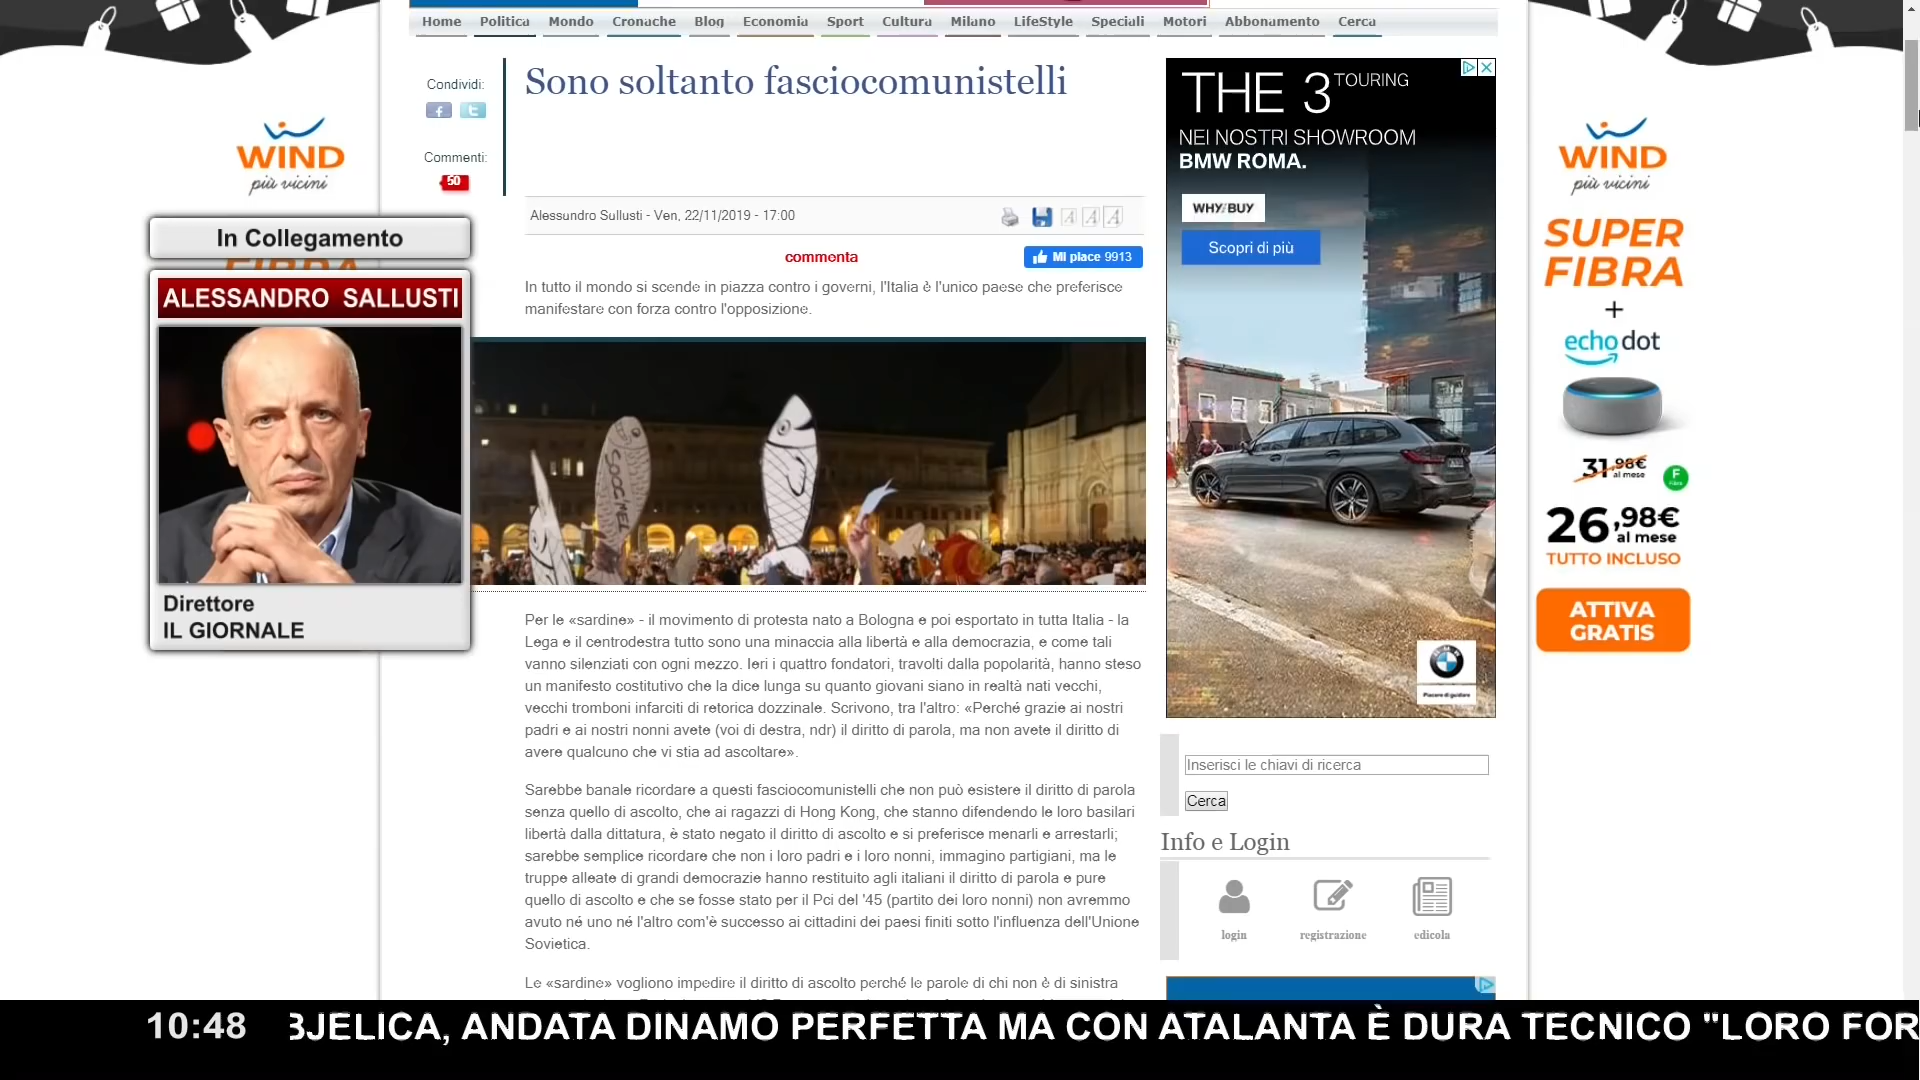 Home Politica Mondo Cronache Blog Economia Sport Cultura Milano LifeStyle Speciali Motori Abbonamento Cerca
Condividi:
Commenti:
50
Sono soltanto fasciocomunistelli
Alessandro Sallusti - Ven, 22/11/2019 - 17:00
A A A
commenta
Mi place 9913
In tutto il mondo si scende in piazza contro i governi, l'Italia è l'unico paese che preferisce
manifestare con forza contro l'opposizione.
In Collegamento
ALESSANDRO SALLUSTI
Direttore
IL GIORNALE
Per le «sardine» - il movimento di protesta nato a Bologna e poi esportato in tutta Italia - la
Lega e il centrodestra tutto sono una minaccia alla libertà e alla democrazia, e come tali
vanno silenziati con ogni mezzo. Ieri i quattro fondatori, travolti dalla popolarità, hanno steso
un manifesto costitutivo che la dice lunga su quanto giovani siano in realtà nati vecchi,
vecchi tromboni infarciti di retorica dozzinale. Scrivono, tra l'altro: «Perché grazie ai nostri
padri e ai nostri nonni avete (voi di destra, ndr) il diritto di parola, ma non avete il diritto di
avere qualcuno che vi stia ad ascoltare».
Sarebbe banale ricordare a questi fasciocomunistelli che non può esistere il diritto di parola
senza quello di ascolto, che ai ragazzi di Hong Kong, che stanno difendendo le loro basilari
libertà dalla dittatura, è stato negato il diritto di ascolto e si preferisce menarli e arrestarli;
sarebbe semplice ricordare che non i loro padri e i loro nonni, immagino partigiani, ma le
truppe alleate di grandi democrazie hanno restituito agli italiani il diritto di parola e pure
quello di ascolto e che se fosse stato per il Pci del '45 (partito dei loro nonni) non avremmo
avuto né uno né l'altro com'è successo ai cittadini dei paesi finiti sotto l'influenza dell'Unione
Sovietica.
Le «sardine» vogliono impedire il diritto di ascolto perché le parole di chi non è di sinistra
THE 3 TOURING
NEI NOSTRI SHOWROOM
BMW ROMA.
WHY BUY
Scopri di più
BMW
Piacere di guidare
Inserisci le chiavi di ricerca
Cerca
Info e Login
login registrazione edicola
WIND
più vicini
FIBRA
WIND
più vicini
SUPER
FIBRA
+
echo dot
31,98€
al mese
F
Fibra
26,98€
al mese
TUTTO INCLUSO
ATTIVA
GRATIS
10:48 BJELICA, ANDATA DINAMO PERFETTA MA CON ATALANTA È DURA TECNICO "LORO FOR